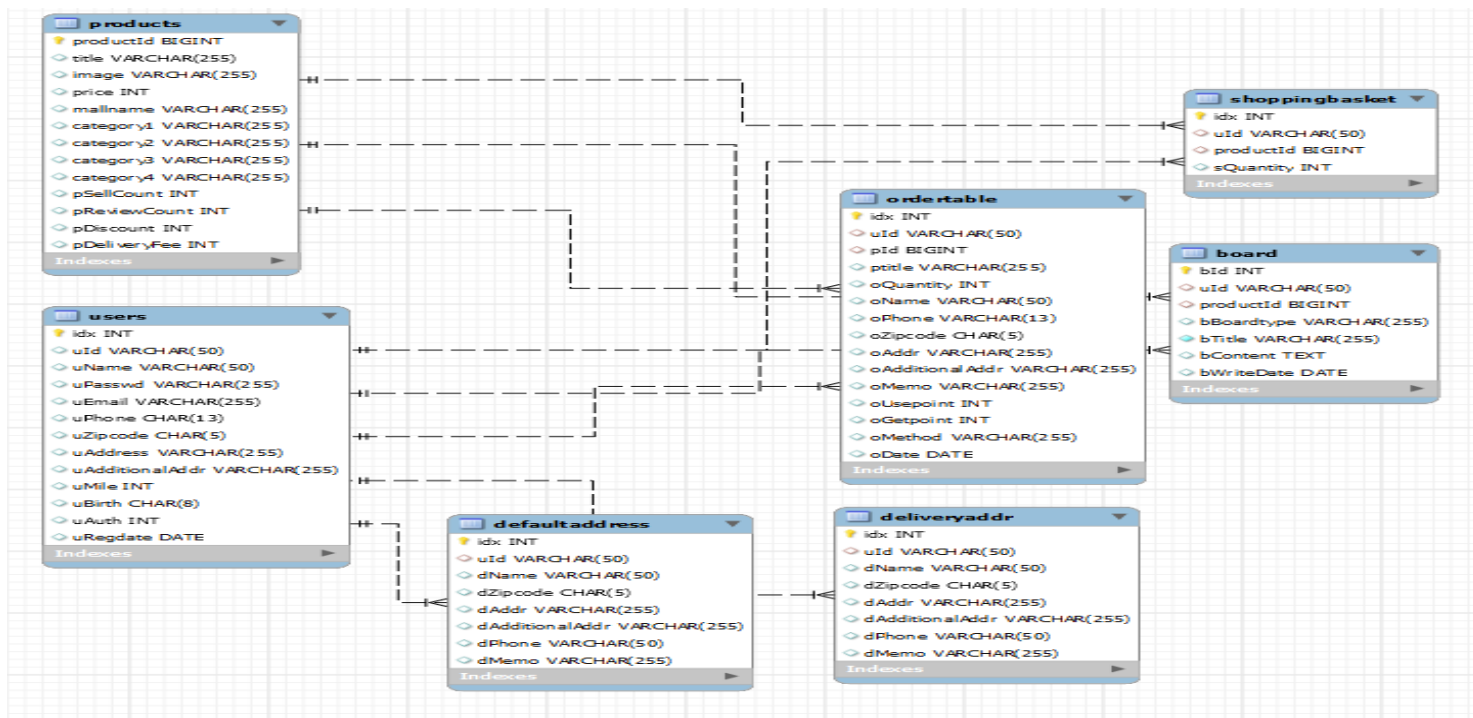 products
productId BIGINT
title VARCHAR(255)
image VARCHAR(255)
price INT
mallname VARCHAR(255)
category1 VARCHAR(255)
category2 VARCHAR(255)
category3 VARCHAR(255)
category4 VARCHAR(255)
pSellCount INT
pReviewCount INT
pDiscount INT
pDeliveryFee INT
Indexes
users
idx INT
uId VARCHAR(50)
uName VARCHAR(50)
uPasswd VARCHAR(255)
uEmail VARCHAR(255)
uPhone CHAR(13)
uZipcode CHAR(5)
uAddress VARCHAR(255)
uAdditionalAddr VARCHAR(255)
uMile INT
uBirth CHAR(8)
uAuth INT
uRegdate DATE
Indexes
defaultaddress
idx INT
uId VARCHAR(50)
dName VARCHAR(50)
dZipcode CHAR(5)
dAddr VARCHAR(255)
dAdditionalAddr VARCHAR(255)
dPhone VARCHAR(50)
dMemo VARCHAR(255)
Indexes
ordertable
idx INT
uId VARCHAR(50)
pId BIGINT
ptitle VARCHAR(255)
oQuantity INT
oName VARCHAR(50)
oPhone VARCHAR(13)
oZipcode CHAR(5)
oAddr VARCHAR(255)
oAdditionalAddr VARCHAR(255)
oMemo VARCHAR(255)
oUsepoint INT
oGetpoint INT
oMethod VARCHAR(255)
oDate DATE
Indexes
deliveryaddr
idx INT
uId VARCHAR(50)
dName VARCHAR(50)
dZipcode CHAR(5)
dAddr VARCHAR(255)
dAdditionalAddr VARCHAR(255)
dPhone VARCHAR(50)
dMemo VARCHAR(255)
Indexes
shoppingbasket
idx INT
uId VARCHAR(50)
productId BIGINT
sQuantity INT
Indexes
board
bId INT
uId VARCHAR(50)
productId BIGINT
bBoardtype VARCHAR(255)
bTitle VARCHAR(255)
bContent TEXT
bWriteDate DATE
Indexes